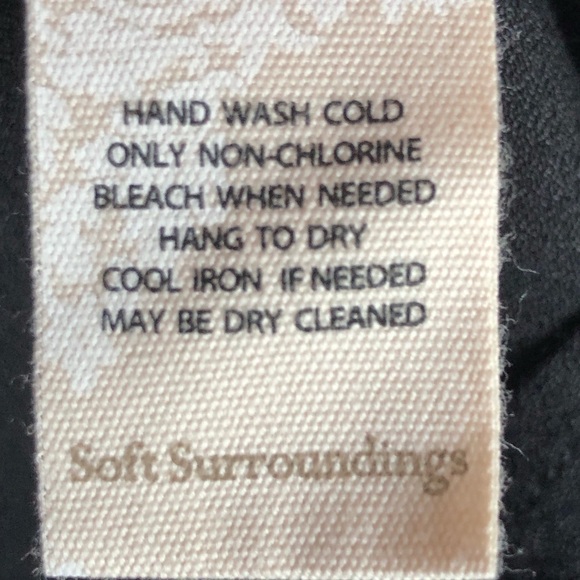 HAND WASH COLD
ONLY NON-CHLORINE
BLEACH WHEN NEEDED
HANG TO DRY
COOL IRON IF NEEDED
MAY BE DRY CLEANED
Soft Surroundings